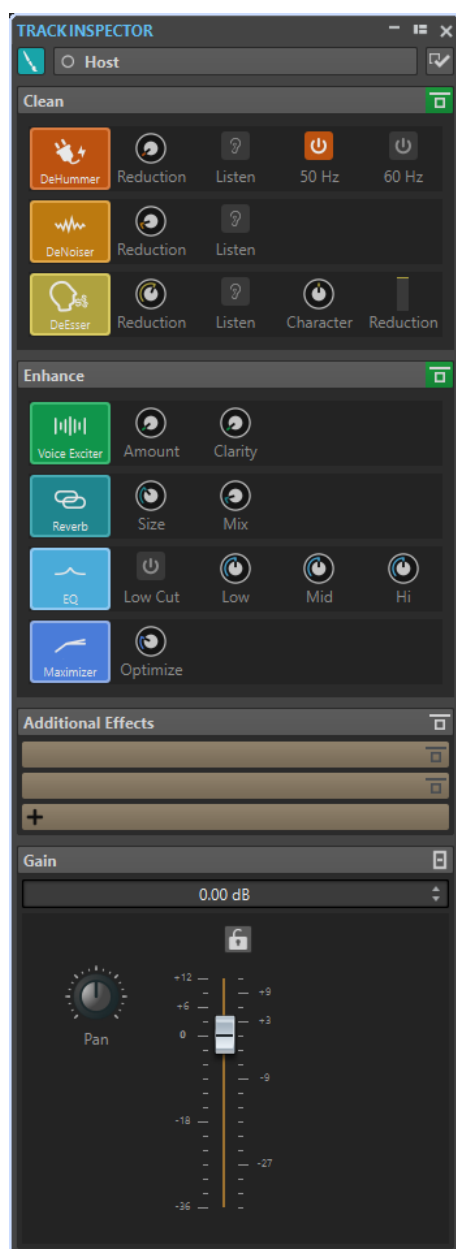 TRACK INSPECTOR
Host
Clean
DeHummer Reduction Listen 50 Hz 60 Hz
DeNoiser Reduction Listen
DeEsser Reduction Listen Character Reduction
Enhance
Voice Exciter Amount Clarity
Reverb Size Mix
EQ Low Cut Low Mid Hi
Maximizer Optimize
Additional Effects
Gain
0.00 dB
+12
+9
+6
+3
Pan 0
-9
-18
-27
-36